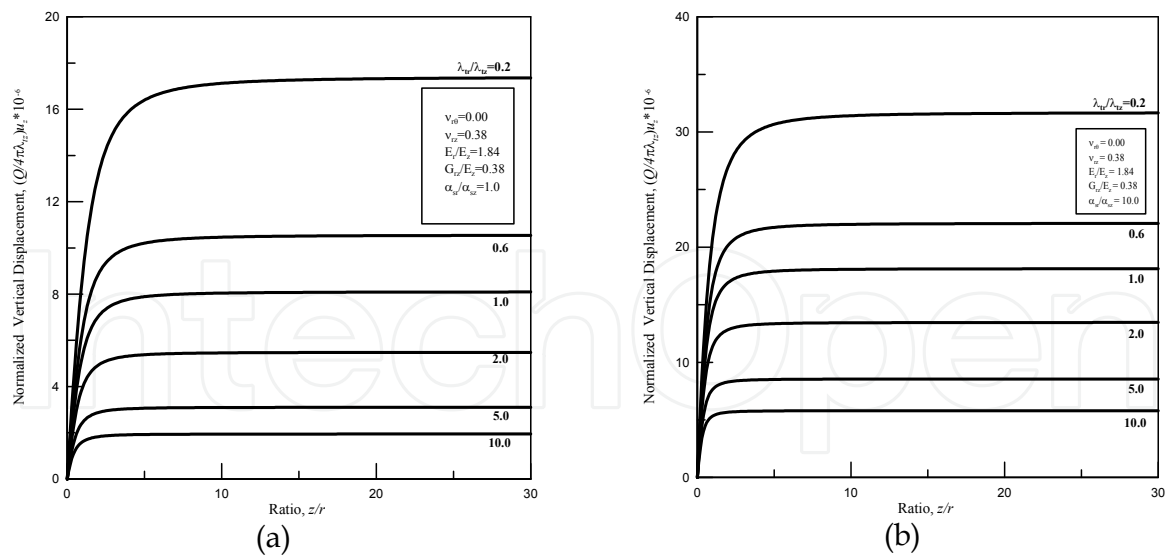 20
16
12
8
4
0
0
10
20
30
Normalized Vertical Displacement, (Q/4πλtz)uz*10⁻⁶
λtr/λtz=0.2
νrθ=0.00
νrz=0.38
Er/Ez=1.84
Grz/Ez=0.38
αsr/αsz=1.0
0.6
1.0
2.0
5.0
10.0
Ratio, z/r
(a)
40
30
20
10
0
0
10
20
30
Normalized Vertical Displacement, (Q/4πλtz)uz*10⁻⁶
λtr/λtz=0.2
νrθ = 0.00
νrz = 0.38
Er/Ez= 1.84
Grz/Ez= 0.38
αsr/αsz= 10.0
0.6
1.0
2.0
5.0
10.0
Ratio, z/r
(b)
IntechOpen